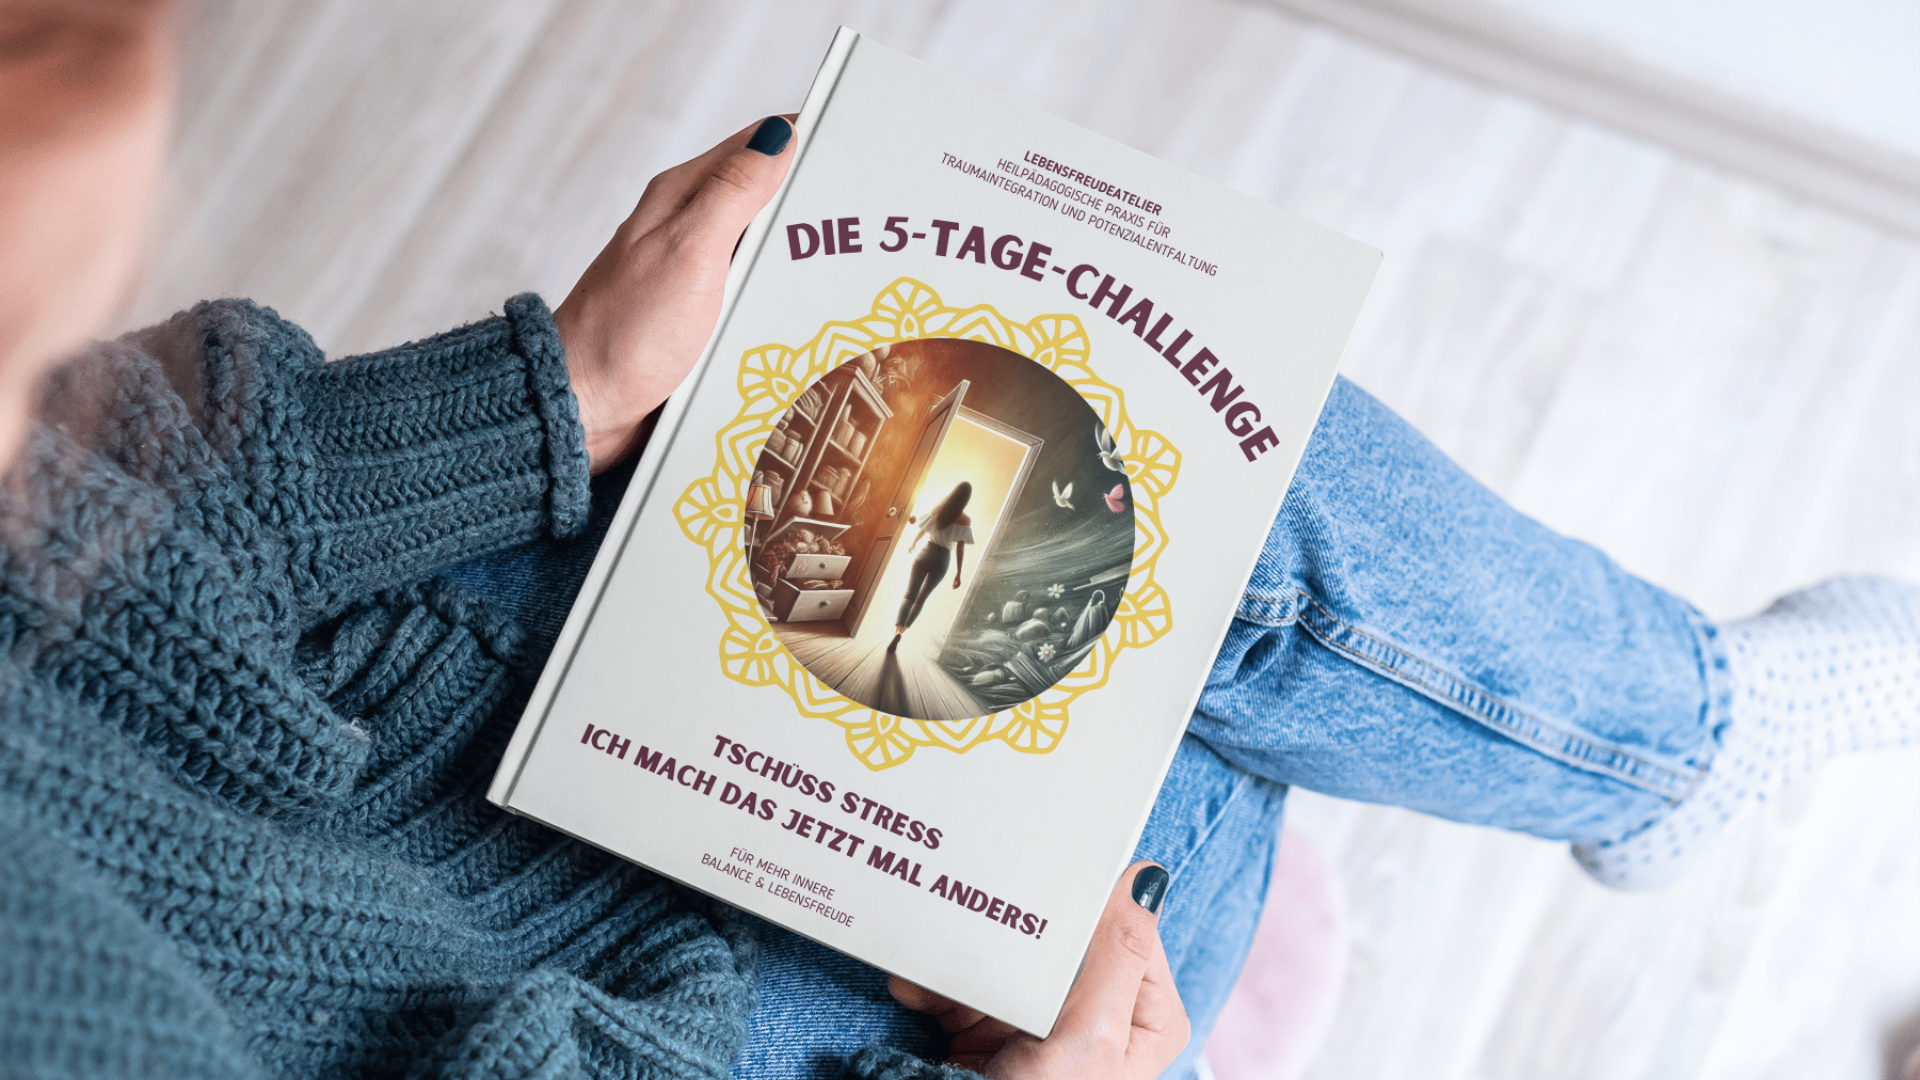 LEBENSFREUDEATELIER
HEILPÄDAGOGISCHE PRAXIS FÜR
TRAUMAINTEGRATION UND POTENZIALENTFALTUNG
DIE 5-TAGE-CHALLENGE
TSCHÜSS STRESS
ICH MACH DAS JETZT MAL ANDERS!
FÜR MEHR INNERE
BALANCE & LEBENSFREUDE